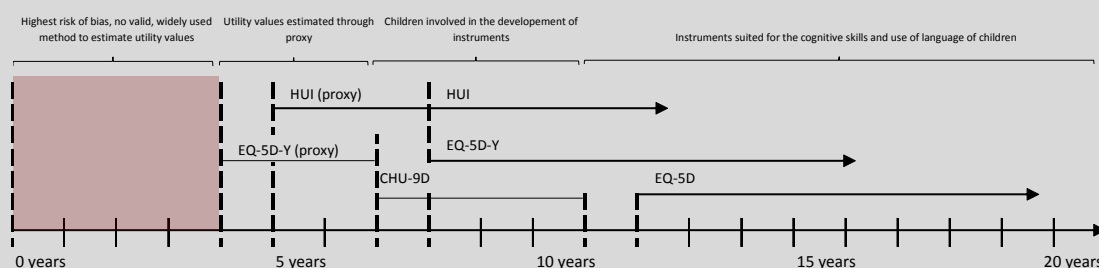 Highest risk of bias, no valid, widely used
method to estimate utility values
Utility values estimated through
proxy
Children involved in the developement of
instruments
Instruments suited for the cognitive skills and use of language of children
HUI (proxy)
HUI
EQ-5D-Y (proxy)
EQ-5D-Y
CHU-9D
EQ-5D
0 years
5 years
10 years
15 years
20 years